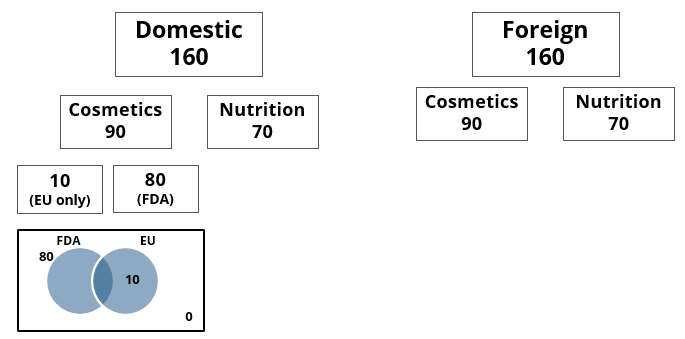 Domestic
160
Foreign
160
Cosmetics
90
Nutrition
70
Cosmetics
90
Nutrition
70
10
(EU only)
80
(FDA)
FDA
EU
80
10
0